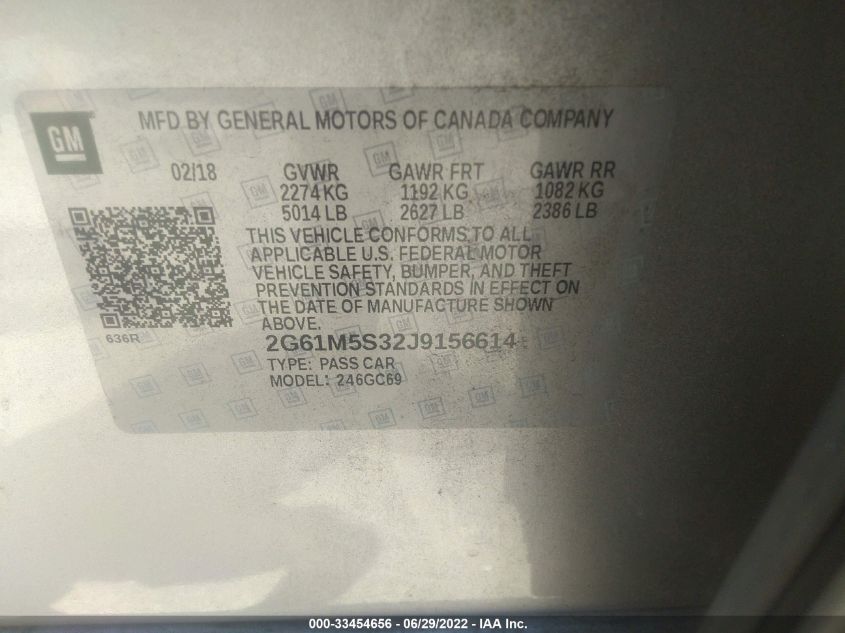 GM
MFD BY GENERAL MOTORS OF CANADA COMPANY
02/18 GVWR GAWR FRT GAWR RR
2274 KG 1192 KG 1082 KG
5014 LB 2627 LB 2386 LB
THIS VEHICLE CONFORMS TO ALL
APPLICABLE U.S. FEDERAL MOTOR
VEHICLE SAFETY, BUMPER, AND THEFT
PREVENTION STANDARDS IN EFFECT ON
THE DATE OF MANUFACTURE SHOWN
ABOVE.
636R
2G61M5S32J9156614
TYPE: PASS CAR
MODEL: 246GC69
000-33454656 - 06/29/2022 - IAA Inc.